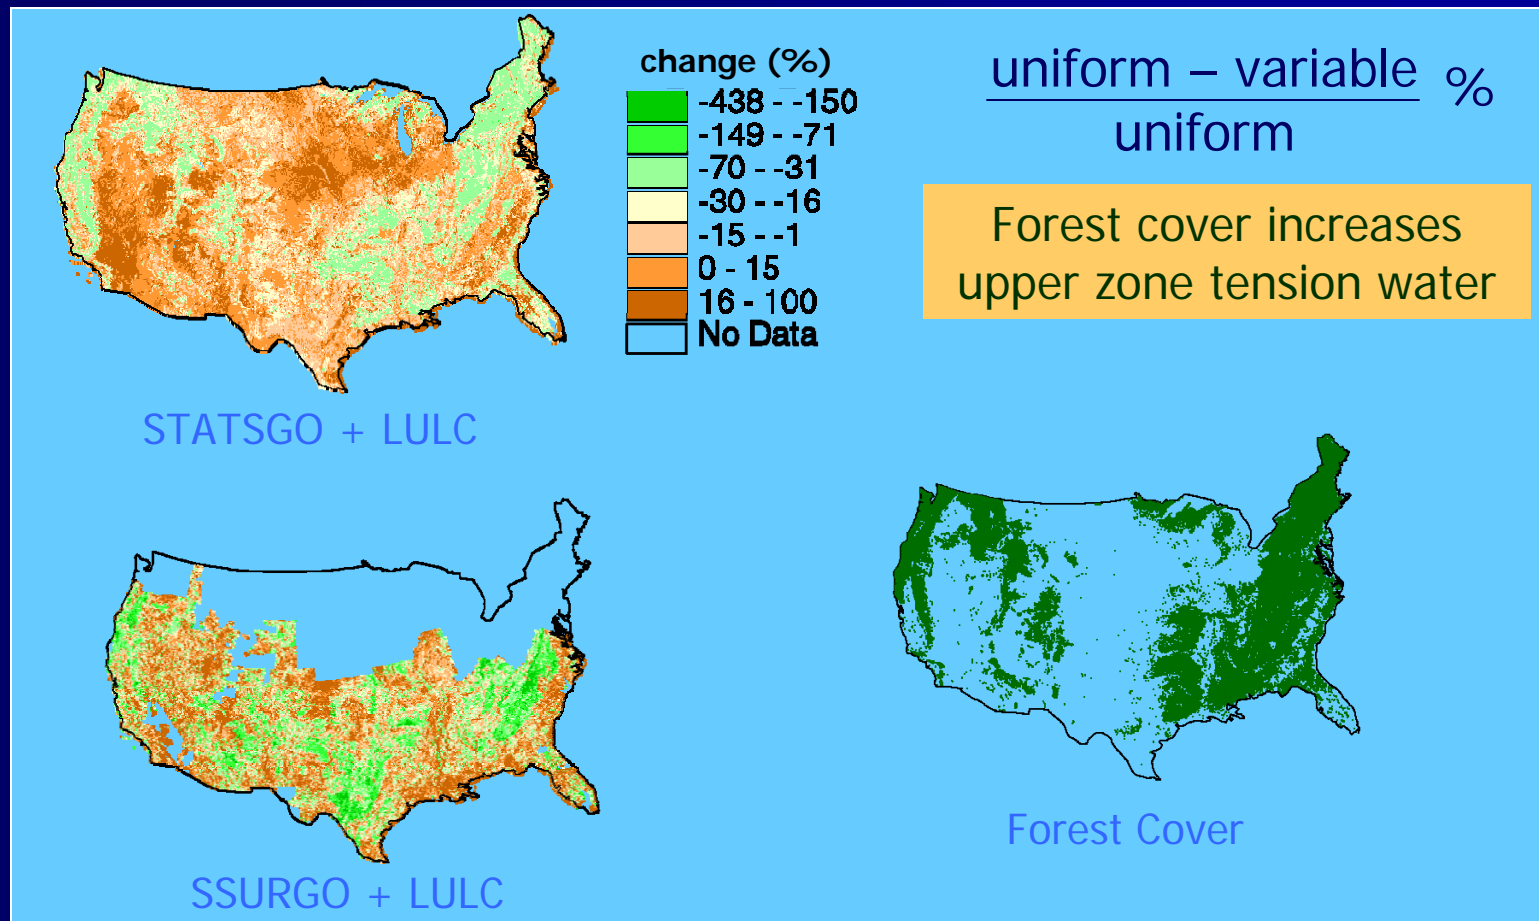 change (%)
-438 - -150
-149 - -71
-70 - -31
-30 - -16
-15 - -1
0 - 15
16 - 100
No Data
uniform – variable %
uniform
Forest cover increases
upper zone tension water
STATSGO + LULC
SSURGO + LULC
Forest Cover